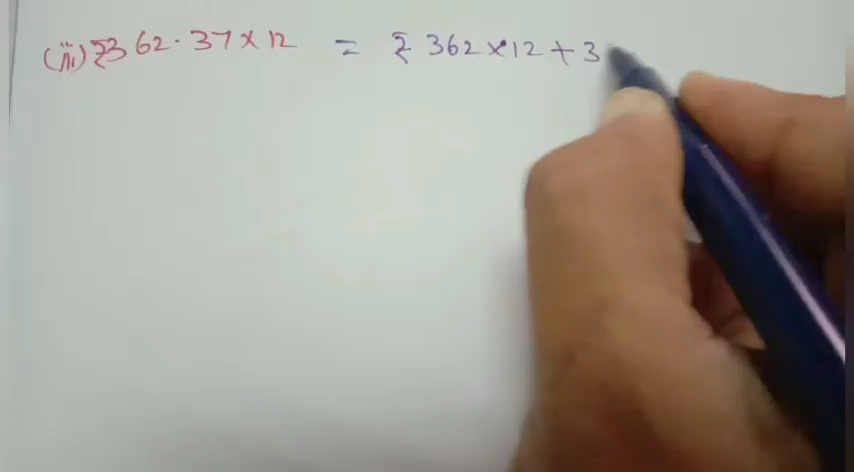 (iii) ₹362.37 × 12 = ₹ 362 × 12 + 3